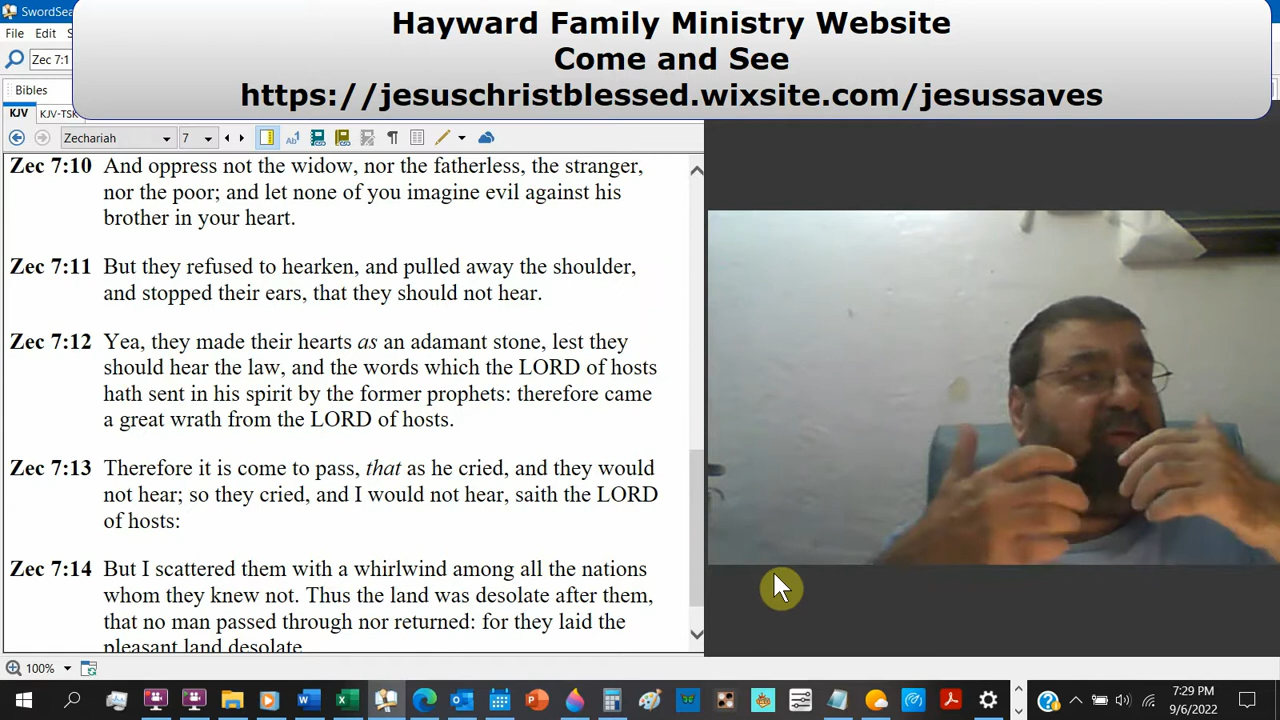 SwordSea
Hayward Family Ministry Website
Come and See
https://jesuschristblessed.wixsite.com/jesussaves
File Edit S
Zec 7:1
Bibles
KJV KJV-TSK
Zechariah 7
Zec 7:10 And oppress not the widow, nor the fatherless, the stranger,
nor the poor; and let none of you imagine evil against his
brother in your heart.
Zec 7:11 But they refused to hearken, and pulled away the shoulder,
and stopped their ears, that they should not hear.
Zec 7:12 Yea, they made their hearts as an adamant stone, lest they
should hear the law, and the words which the LORD of hosts
hath sent in his spirit by the former prophets: therefore came
a great wrath from the LORD of hosts.
Zec 7:13 Therefore it is come to pass, that as he cried, and they would
not hear; so they cried, and I would not hear, saith the LORD
of hosts:
Zec 7:14 But I scattered them with a whirlwind among all the nations
whom they knew not. Thus the land was desolate after them,
that no man passed through nor returned: for they laid the
pleasant land desolate.
100%
7:29 PM
9/6/2022